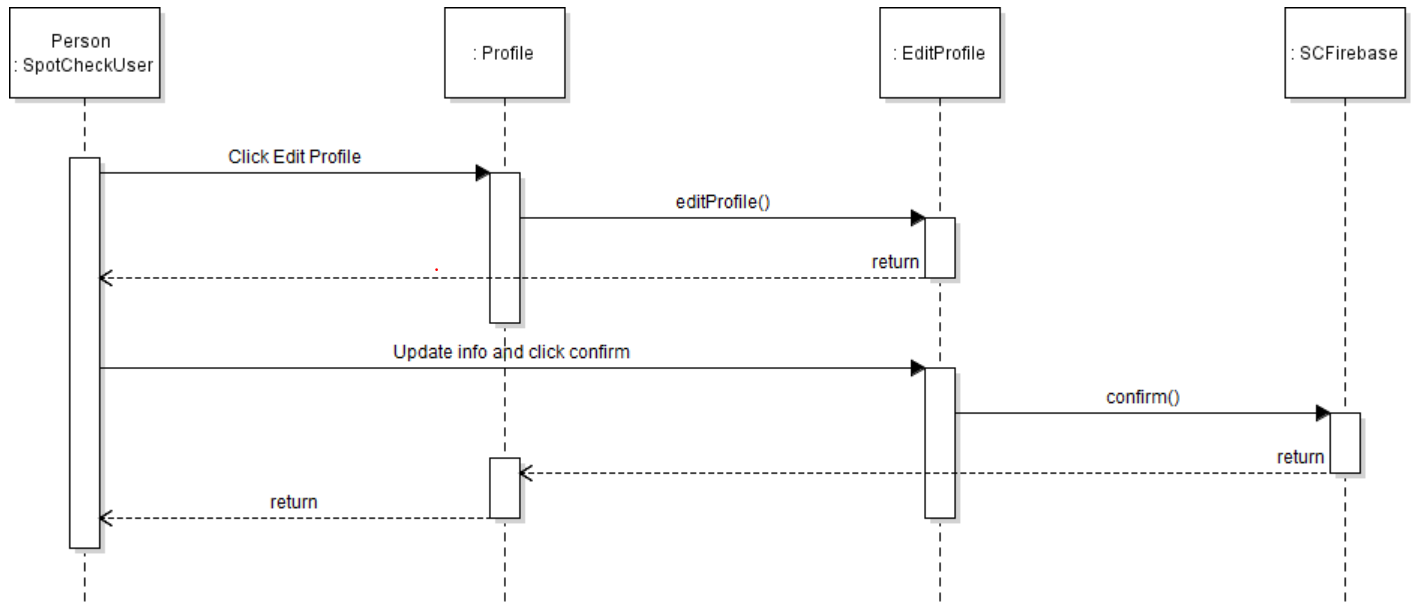 Person
: SpotCheckUser
: Profile
: EditProfile
: SCFirebase
Click Edit Profile
editProfile()
return
Update info and click confirm
confirm()
return
return